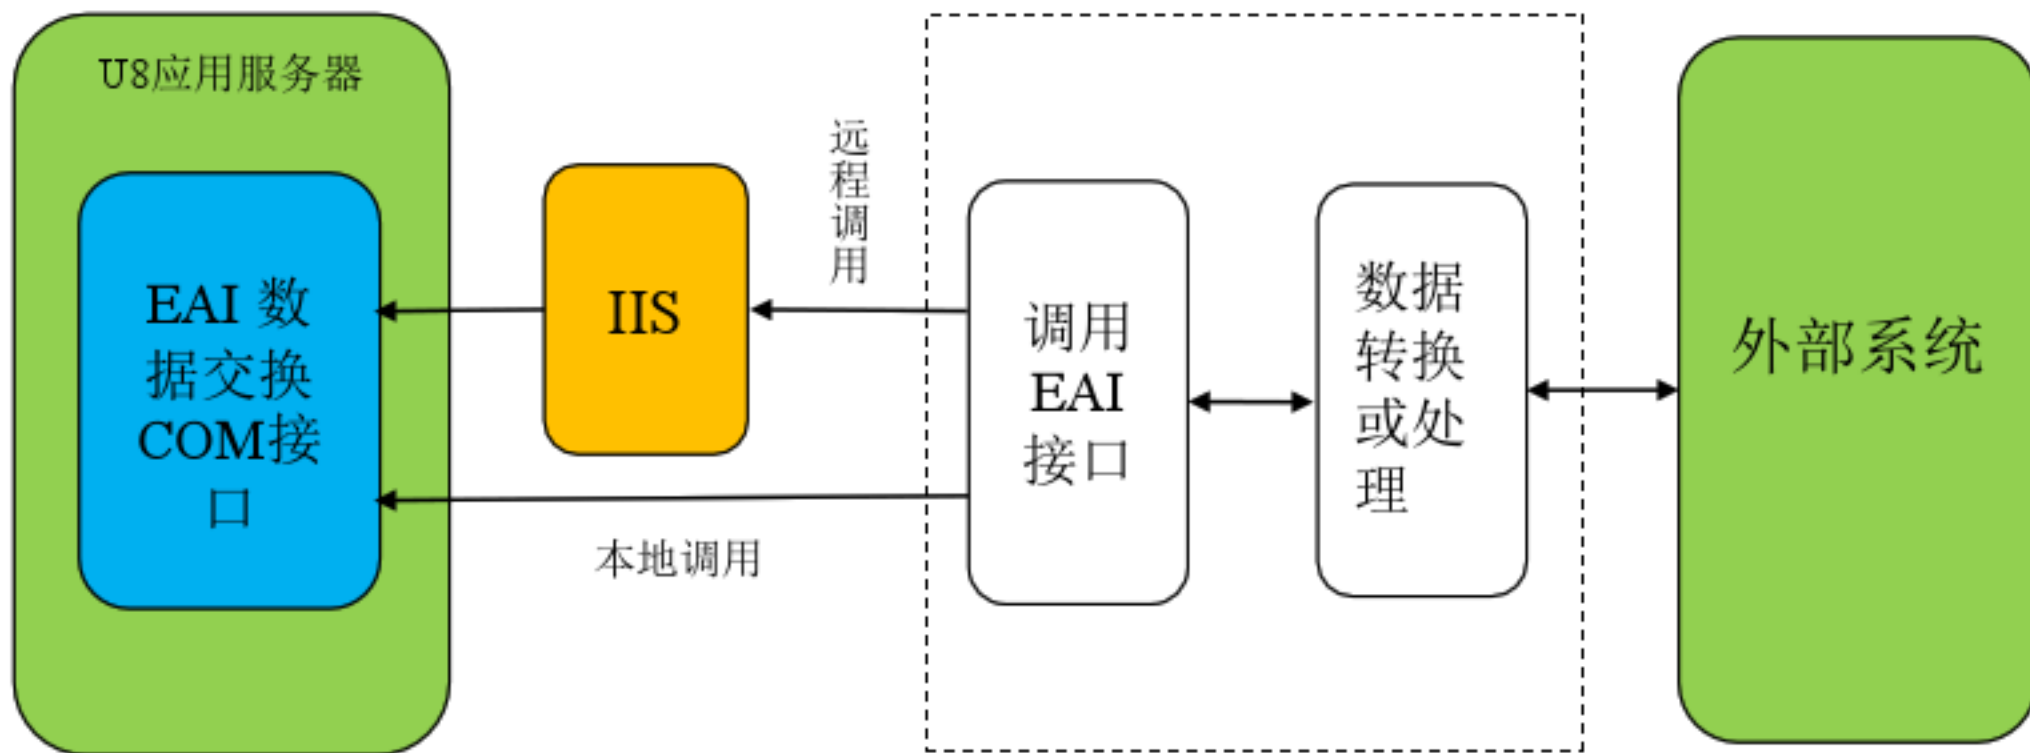 U8应用服务器
EAI 数
据交换
COM接
口
IIS
远程调用
本地调用
调用
EAI
接口
数据
转换
或处
理
外部系统